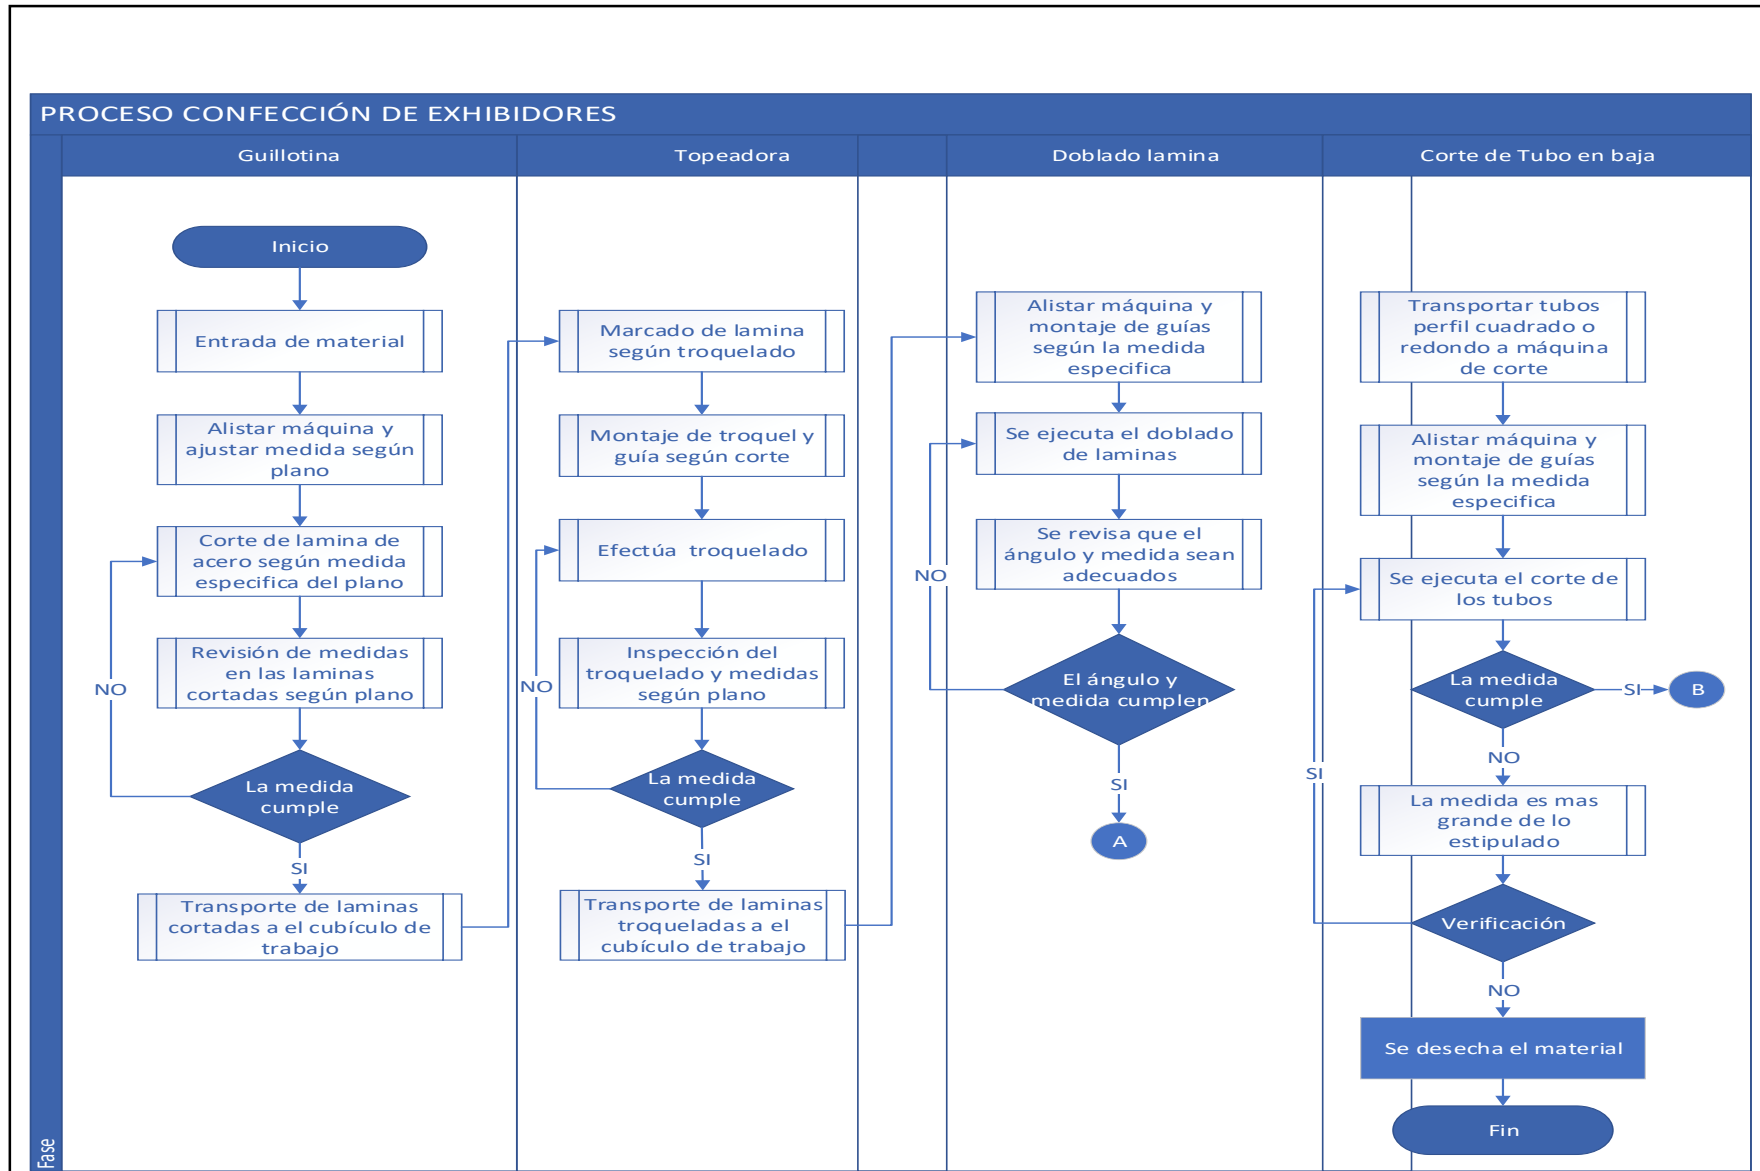 PROCESO CONFECCIÓN DE EXHIBIDORES
Fase
Guillotina
Topeadora
Doblado lamina
Corte de Tubo en baja
Inicio
Entrada de material
Alistar máquina y
ajustar medida según
plano
Corte de lamina de
acero según medida
especifica del plano
Revisión de medidas
en las laminas
cortadas según plano
NO
La medida
cumple
SI
Transporte de laminas
cortadas a el cubículo de
trabajo
Marcado de lamina
según troquelado
Montaje de troquel y
guía según corte
Efectúa troquelado
Inspección del
troquelado y medidas
según plano
NO
La medida
cumple
SI
Transporte de laminas
troqueladas a el
cubículo de trabajo
Alistar máquina y
montaje de guías
según la medida
especifica
Se ejecuta el doblado
de laminas
Se revisa que el
ángulo y medida sean
adecuados
NO
El ángulo y
medida cumplen
SI
A
Transportar tubos
perfil cuadrado o
redondo a máquina
de corte
Alistar máquina y
montaje de guías
según la medida
especifica
Se ejecuta el corte de
los tubos
La medida
cumple
SI
B
NO
La medida es mas
grande de lo
estipulado
SI
Verificación
NO
Se desecha el material
Fin